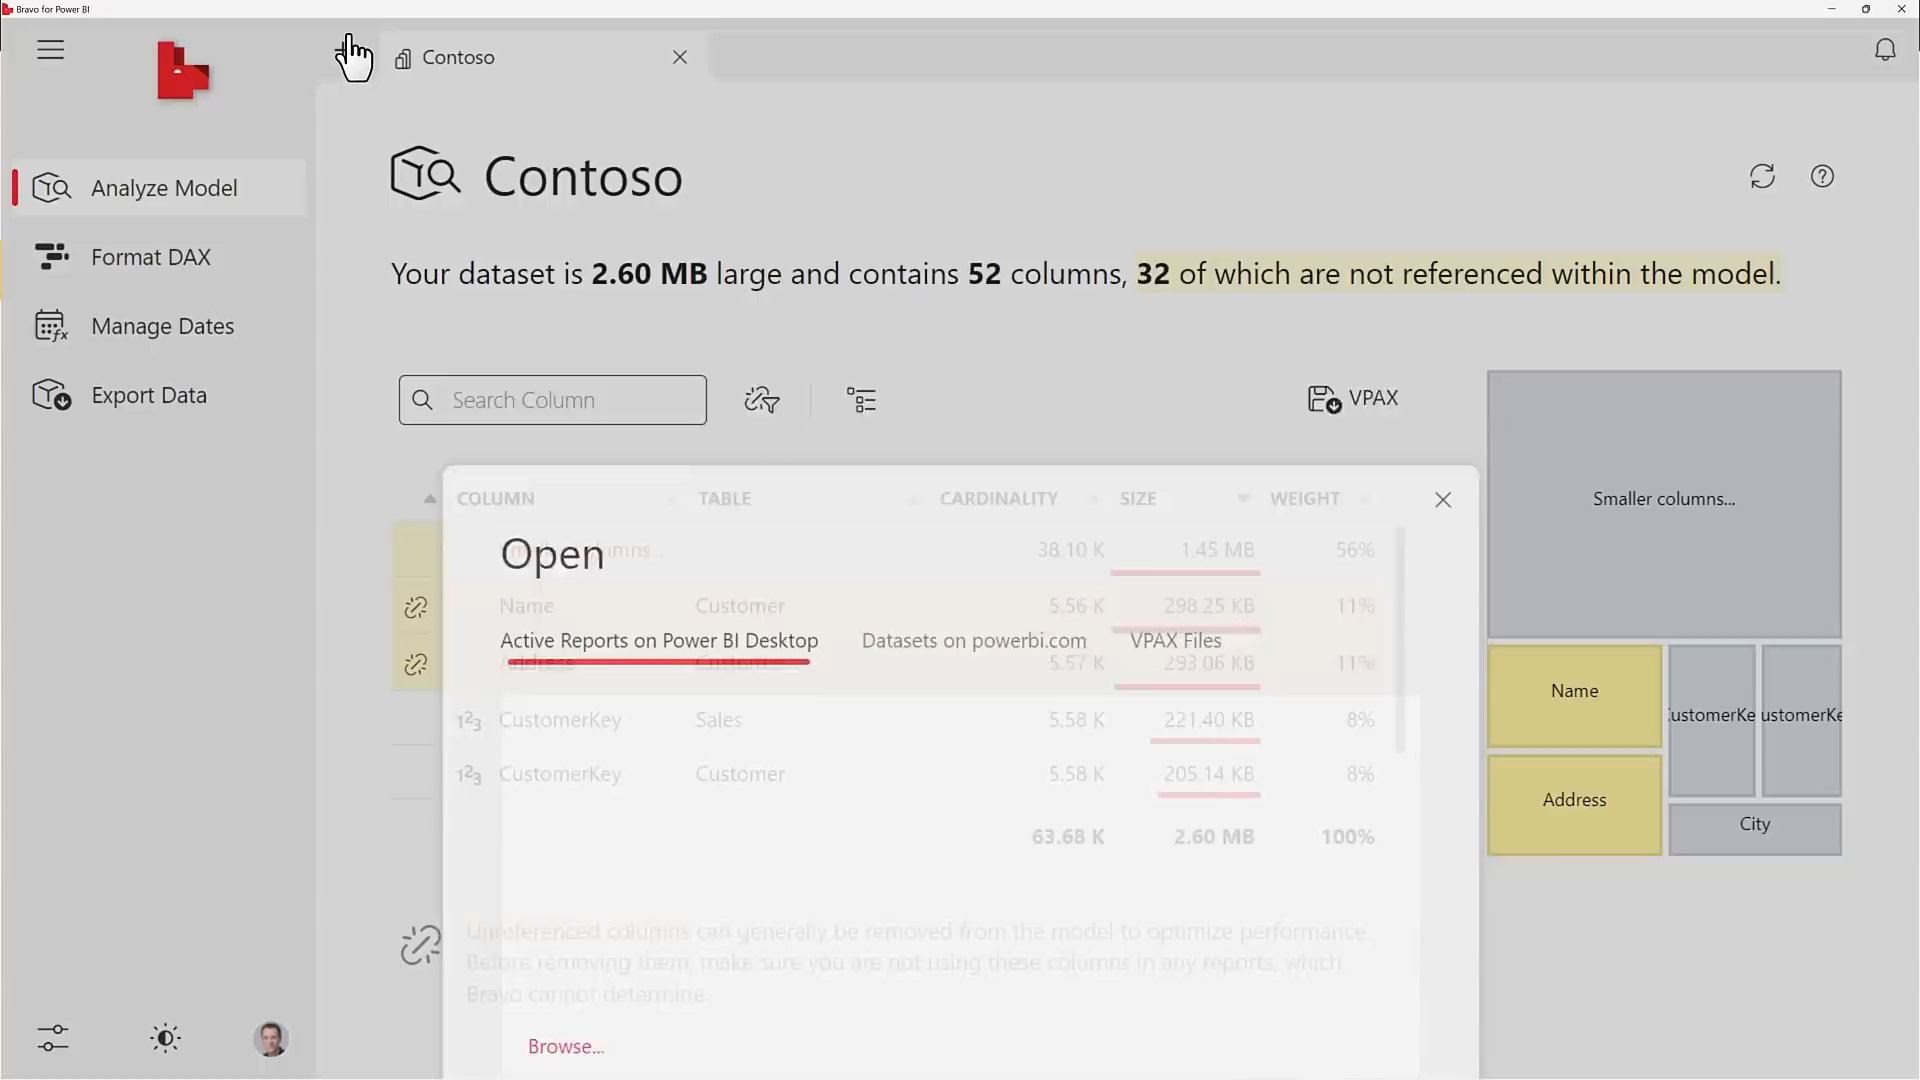 Bravo for Power BI
Contoso
Analyze Model
Format DAX
Manage Dates
Export Data
Contoso
Your dataset is 2.60 MB large and contains 52 columns, 32 of which are not referenced within the model.
Search Column
VPAX
COLUMN TABLE CARDINALITY SIZE WEIGHT
Smaller columns... 38.10 K 1.45 MB 56%
Open
Name Customer 5.56 K 298.25 KB 11%
Active Reports on Power BI Desktop Datasets on powerbi.com VPAX Files
Address Customer 5.57 K 293.06 KB 11%
CustomerKey Sales 5.58 K 221.40 KB 8%
CustomerKey Customer 5.58 K 205.14 KB 8%
63.68 K 2.60 MB 100%
Unreferenced columns can generally be removed from the model to optimize performance.
Before removing them, make sure you are not using these columns in any reports, which
Bravo cannot determine.
Browse...
Smaller columns...
Name
ustomerKe
ustomerKe
Address
City